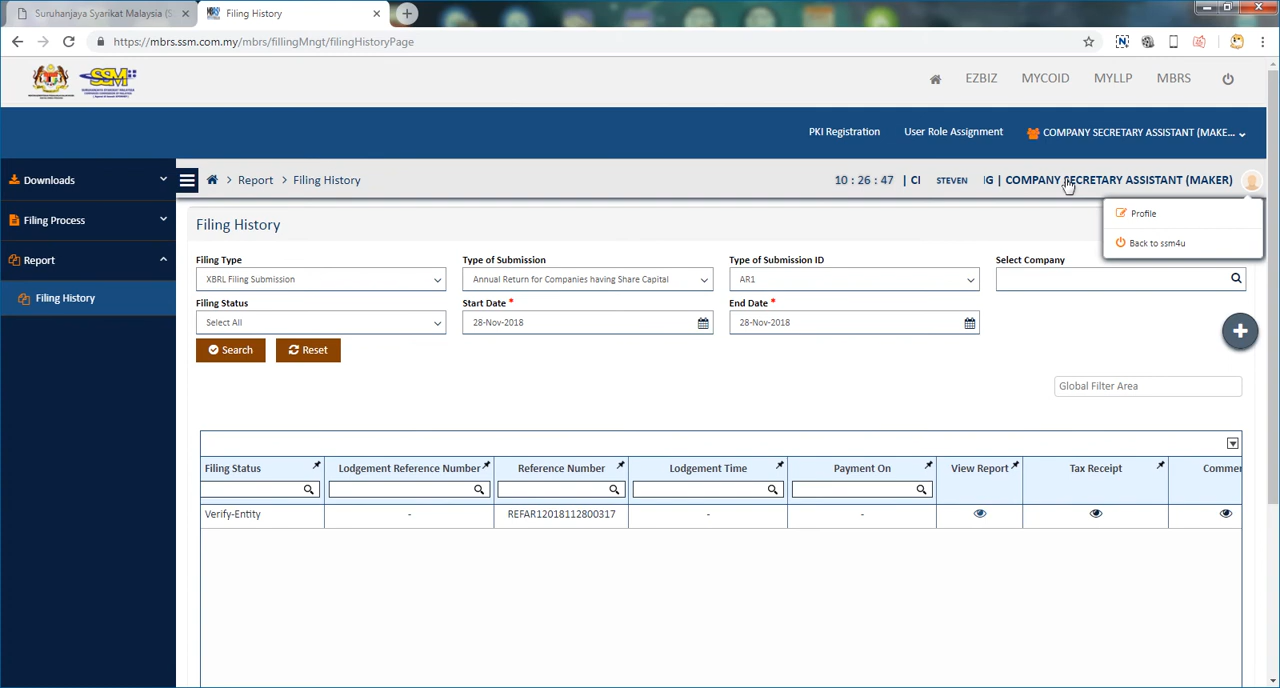 Suruhanjaya Syarikat Malaysia (S
Filing History
https://mbrs.ssm.com.my/mbrs/fillingMngt/filingHistoryPage
SSM
EZBIZ MYCOID MYLLP MBRS
PKI Registration User Role Assignment COMPANY SECRETARY ASSISTANT (MAKE...
Downloads
Filing Process
Report
Filing History
> Report > Filing History
10 : 26 : 47 | CI STEVEN IG | COMPANY SECRETARY ASSISTANT (MAKER)
Profile
Back to ssm4u
Filing History
Filing Type Type of Submission Type of Submission ID Select Company
XBRL Filing Submission Annual Return for Companies having Share Capital AR1
Filing Status Start Date * End Date *
Select All 28-Nov-2018 28-Nov-2018
Search Reset
Global Filter Area
Filing Status Lodgement Reference Number Reference Number Lodgement Time Payment On View Report Tax Receipt Commer
Verify-Entity - REFAR12018112800317 - -